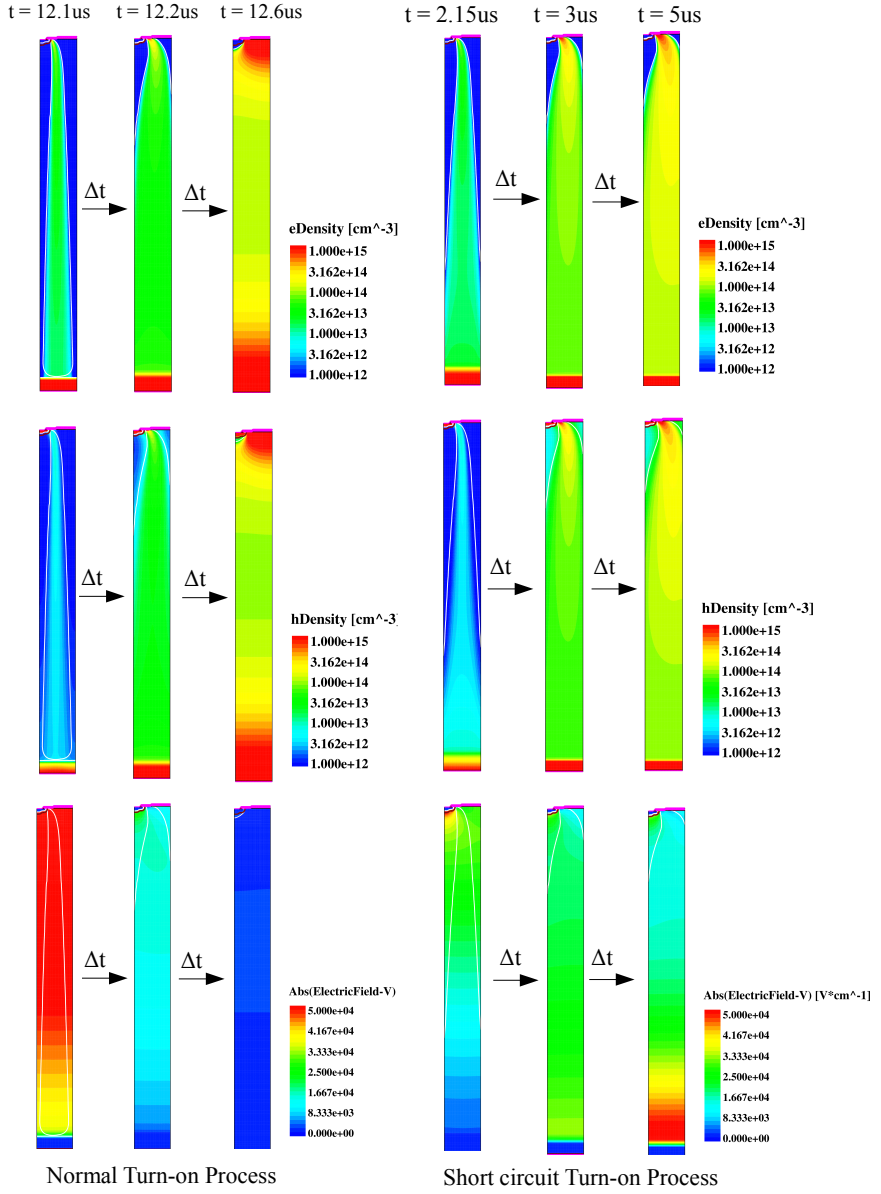 t = 12.1us t = 12.2us t = 12.6us t = 2.15us t = 3us t = 5us
Δt Δt Δt Δt
eDensity [cm^-3]
1.000e+15
3.162e+14
1.000e+14
3.162e+13
1.000e+13
3.162e+12
1.000e+12
eDensity [cm^-3]
1.000e+15
3.162e+14
1.000e+14
3.162e+13
1.000e+13
3.162e+12
1.000e+12
Δt Δt Δt Δt
hDensity [cm^-3]
1.000e+15
3.162e+14
1.000e+14
3.162e+13
1.000e+13
3.162e+12
1.000e+12
hDensity [cm^-3]
1.000e+15
3.162e+14
1.000e+14
3.162e+13
1.000e+13
3.162e+12
1.000e+12
Δt Δt Δt Δt
Abs(ElectricField-V)
5.000e+04
4.167e+04
3.333e+04
2.500e+04
1.667e+04
8.333e+03
0.000e+00
Abs(ElectricField-V) [V*cm^-1]
5.000e+04
4.167e+04
3.333e+04
2.500e+04
1.667e+04
8.333e+03
0.000e+00
Normal Turn-on Process Short circuit Turn-on Process